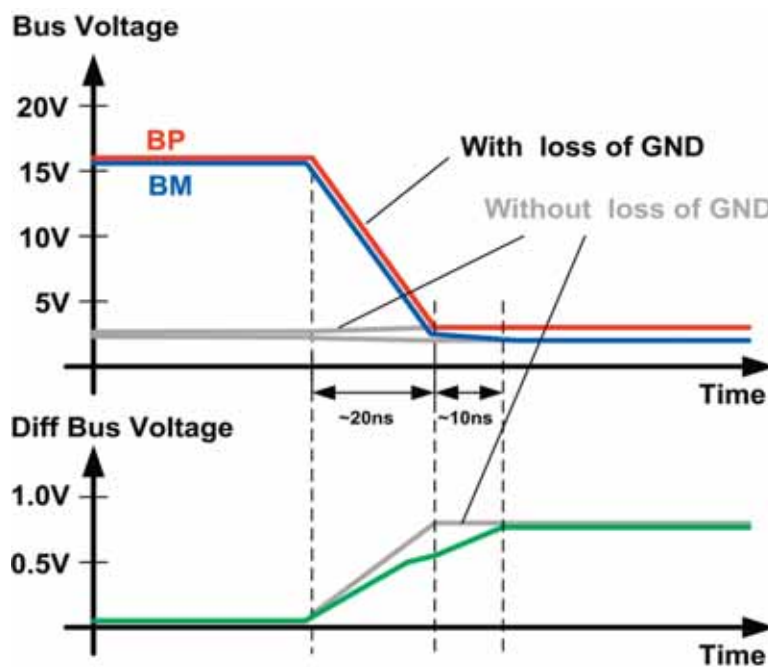 Bus Voltage
20V
BP
15V
BM
With loss of GND
Without loss of GND
10V
5V
Time
~20ns
~10ns
Diff Bus Voltage
1.0V
0.5V
Time